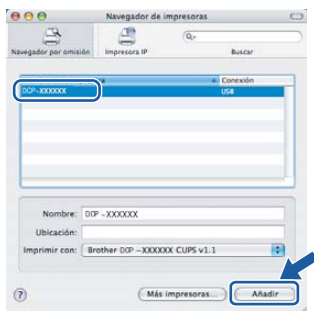 Navegador de impresoras
Navegador por omisión
Impresora IP
Buscar
Conexión
DCP-XXXXXX USB
Nombre: DCP -XXXXXX
Ubicación:
Imprimir con: Brother DCP -XXXXXX CUPS v1.1
Más impresoras... Añadir